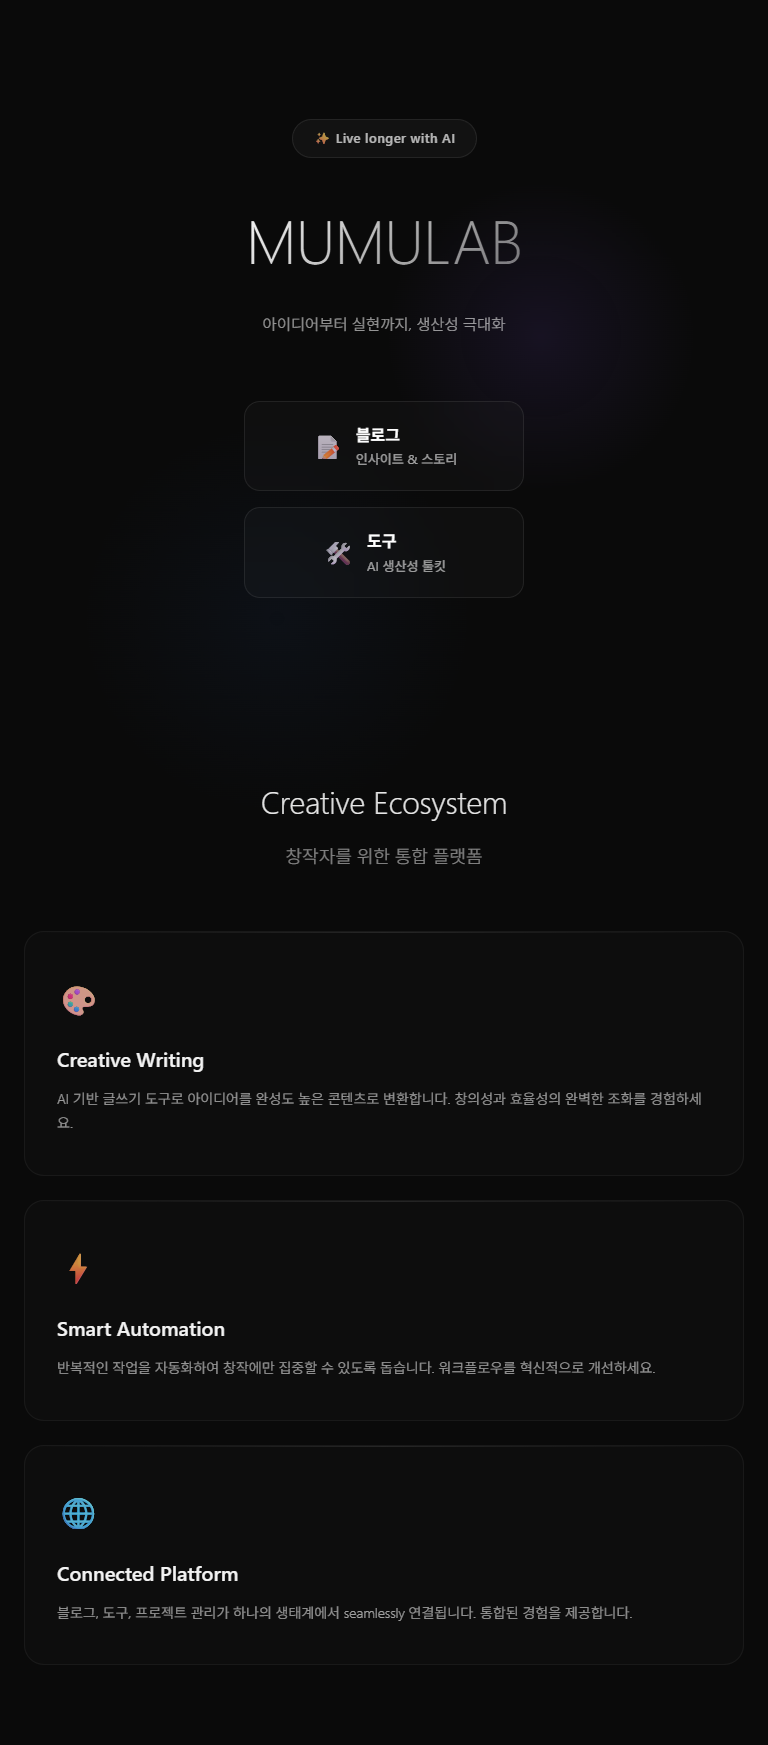 ✨ Live longer with AI
MUMULAB
아이디어부터 실현까지, 생산성 극대화
블로그
인사이트 & 스토리
도구
AI 생산성 툴킷
Creative Ecosystem
창작자를 위한 통합 플랫폼
Creative Writing
AI 기반 글쓰기 도구로 아이디어를 완성도 높은 콘텐츠로 변환합니다. 창의성과 효율성의 완벽한 조화를 경험하세
요.
Smart Automation
반복적인 작업을 자동화하여 창작에만 집중할 수 있도록 돕습니다. 워크플로우를 혁신적으로 개선하세요.
Connected Platform
블로그, 도구, 프로젝트 관리가 하나의 생태계에서 seamlessly 연결됩니다. 통합된 경험을 제공합니다.